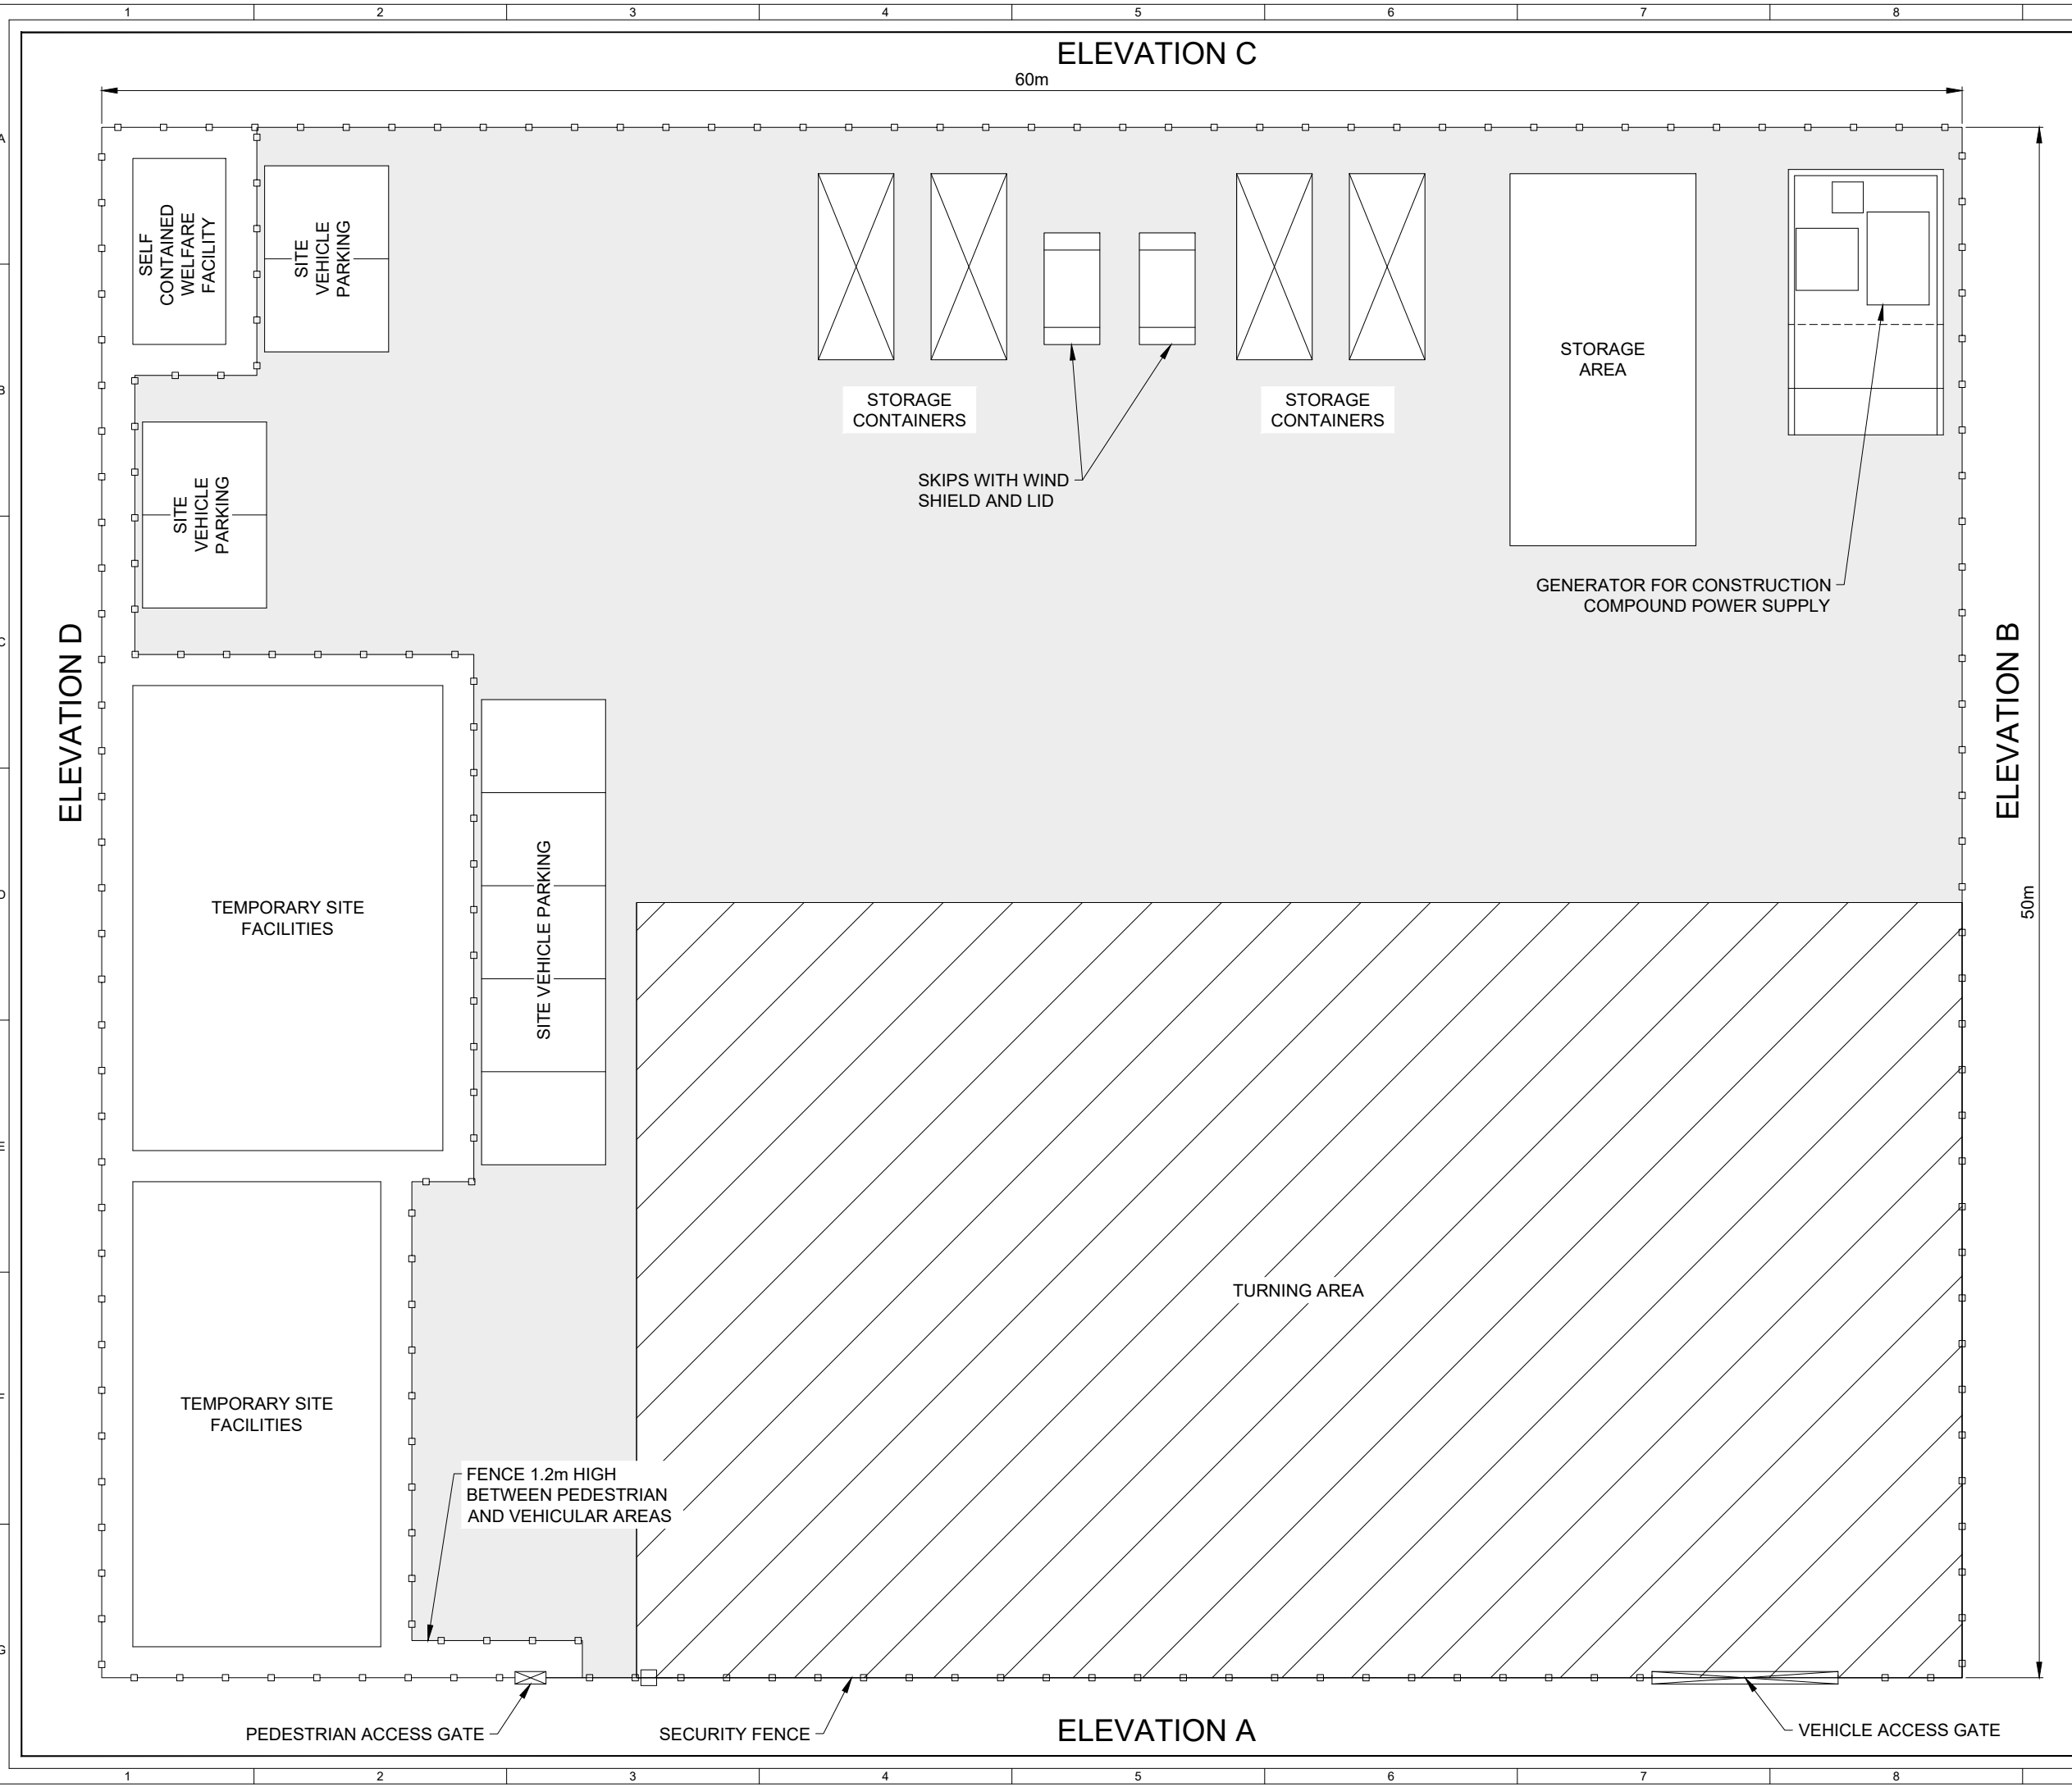 1 2 3 4 5 6 7 8
ELEVATION C
60m
A
SELF
CONTAINED
WELFARE
FACILITY
SITE
VEHICLE
PARKING
STORAGE
AREA
B
STORAGE
CONTAINERS
STORAGE
CONTAINERS
SKIPS WITH WIND
SHIELD AND LID
SITE
VEHICLE
PARKING
GENERATOR FOR CONSTRUCTION
COMPOUND POWER SUPPLY
C
ELEVATION D
ELEVATION B
D
TEMPORARY SITE
FACILITIES
SITE VEHICLE PARKING
50m
E
TURNING AREA
F
TEMPORARY SITE
FACILITIES
FENCE 1.2m HIGH
BETWEEN PEDESTRIAN
AND VEHICULAR AREAS
G
PEDESTRIAN ACCESS GATE
SECURITY FENCE
ELEVATION A
VEHICLE ACCESS GATE
1 2 3 4 5 6 7 8